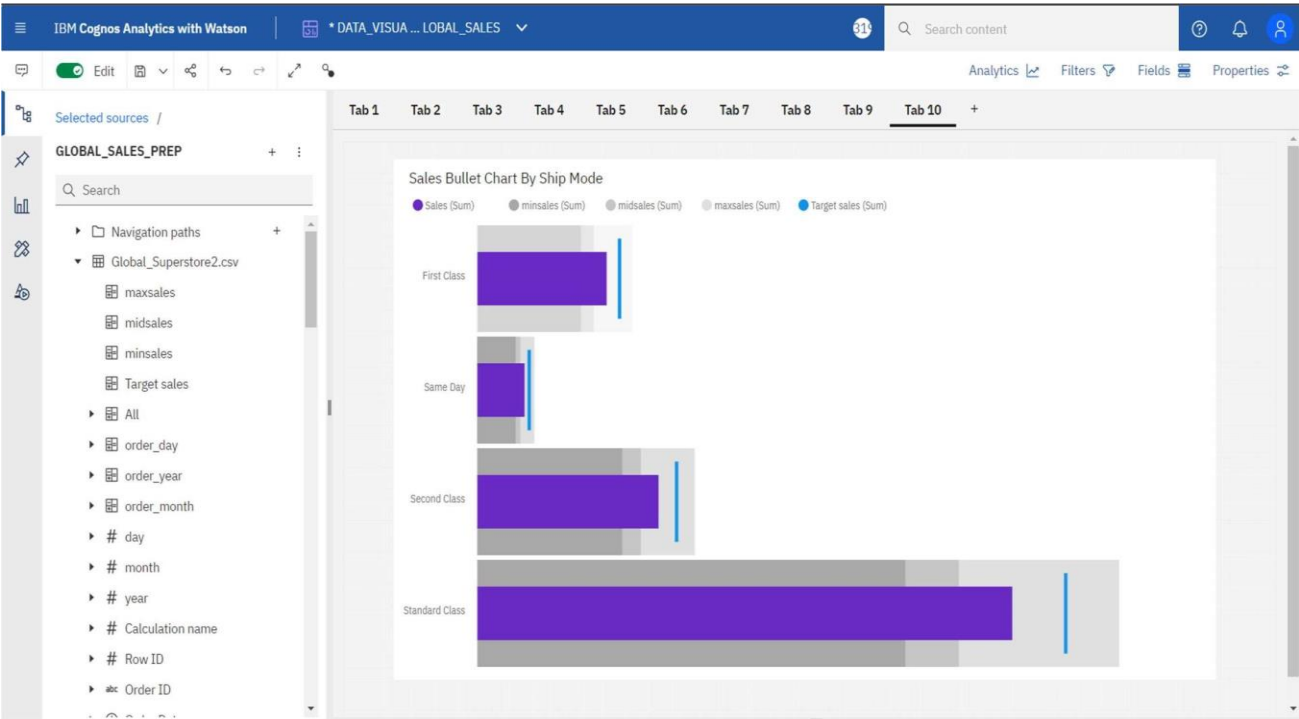 IBM Cognos Analytics with Watson
* DATA_VISUA ... LOBAL_SALES
Search content
Edit
Analytics
Filters
Fields
Properties
Selected sources /
Tab 1 Tab 2 Tab 3 Tab 4 Tab 5 Tab 6 Tab 7 Tab 8 Tab 9 Tab 10 +
GLOBAL_SALES_PREP
Search
Navigation paths
Global_Superstore2.csv
maxsales
midsales
minsales
Target sales
All
order_day
order_year
order_month
# day
# month
# year
# Calculation name
# Row ID
abc Order ID
Sales Bullet Chart By Ship Mode
Sales (Sum) minsales (Sum) midsales (Sum) maxsales (Sum) Target sales (Sum)
First Class
Same Day
Second Class
Standard Class